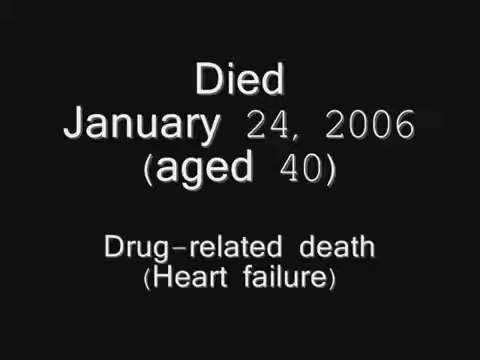 Died
January 24, 2006
(aged 40)
Drug-related death
(Heart failure)